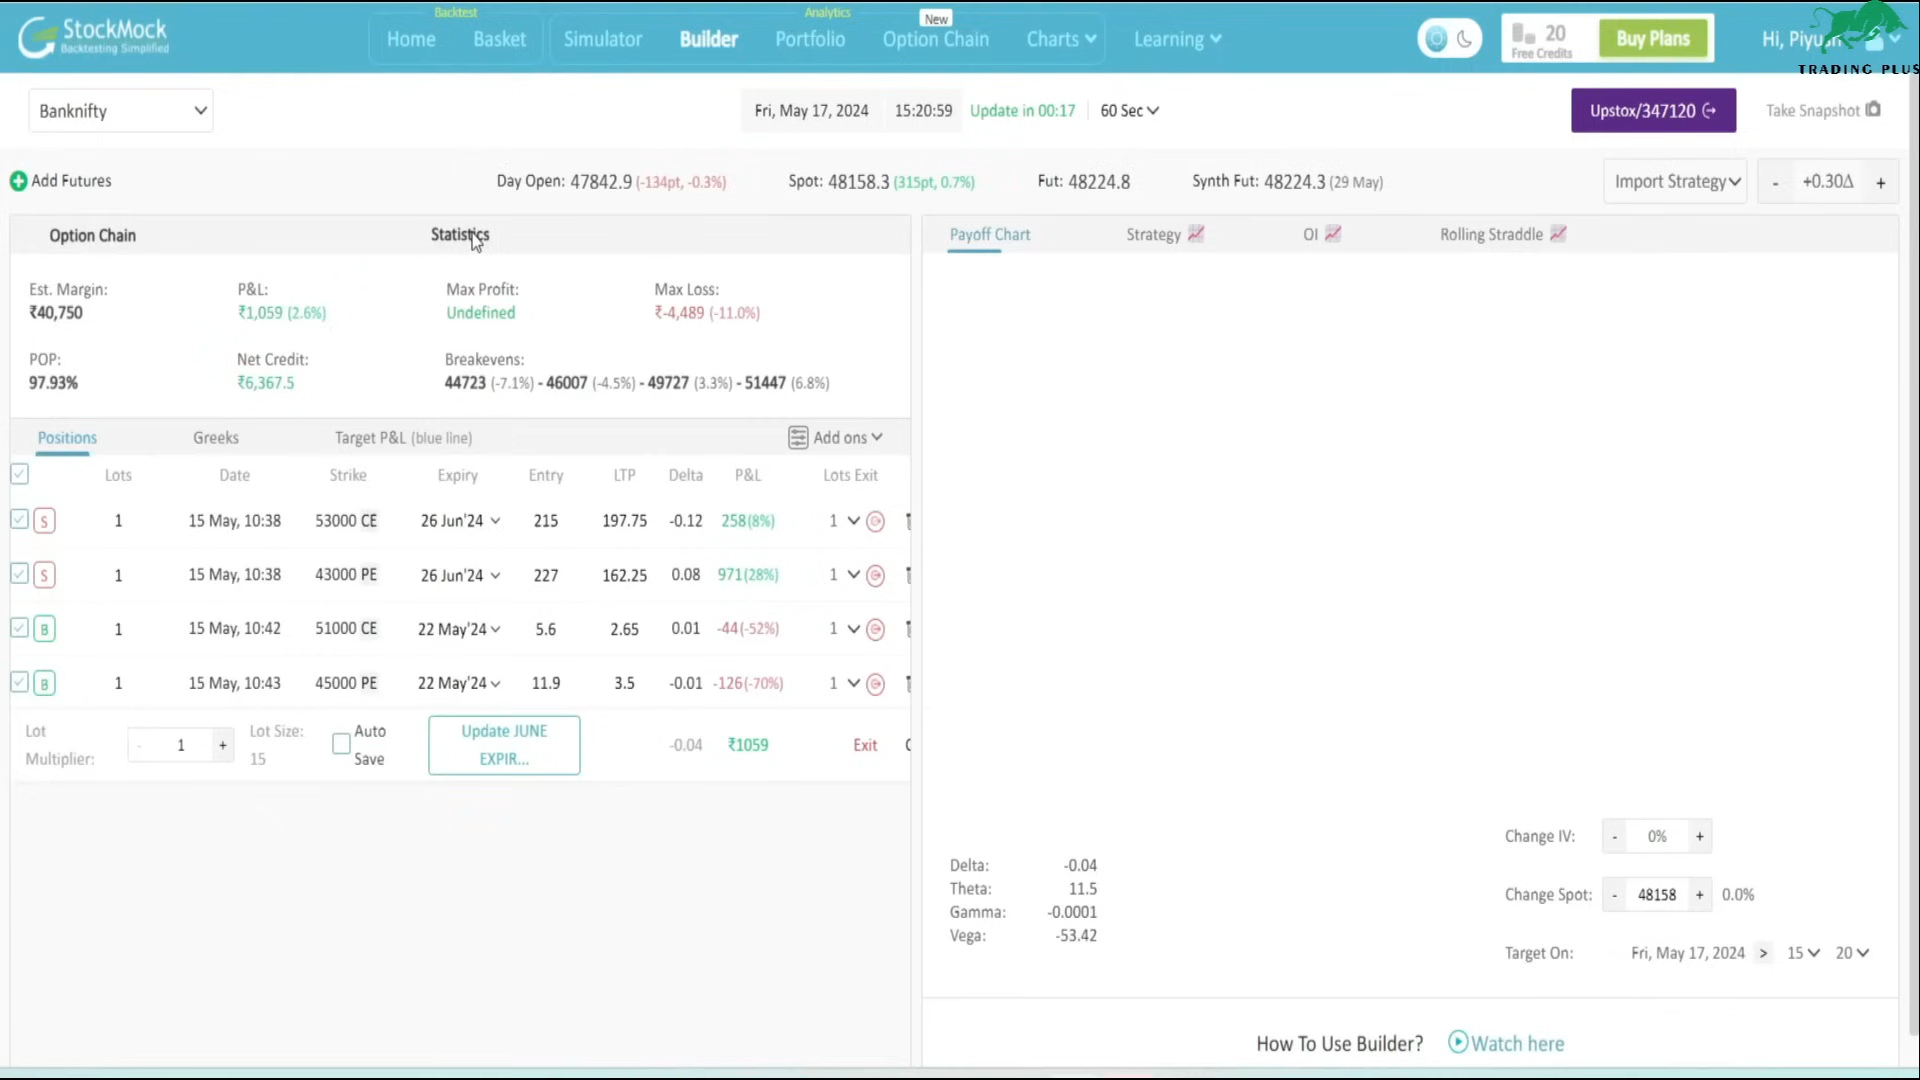 StockMock
Backtesting Simplified
Backtest
Home Basket Simulator Builder
Analytics
Portfolio
New
Option Chain Charts Learning
20
Free Credits
Buy Plans
Hi, Piyush
TRADING PLUS
Banknifty
Fri, May 17, 2024 15:20:59 Update in 00:17 60 Sec
Upstox/347120
Take Snapshot
Add Futures
Day Open: 47842.9 (-134pt, -0.3%) Spot: 48158.3 (315pt, 0.7%) Fut: 48224.8 Synth Fut: 48224.3 (29 May)
Import Strategy - +0.30Δ +
Option Chain Statistics
Est. Margin: P&L: Max Profit: Max Loss:
₹40,750 ₹1,059 (2.6%) Undefined ₹-4,489 (-11.0%)
POP: Net Credit: Breakevens:
97.93% ₹6,367.5 44723 (-7.1%) - 46007 (-4.5%) - 49727 (3.3%) - 51447 (6.8%)
Positions Greeks Target P&L (blue line) Add ons
Lots Date Strike Expiry Entry LTP Delta P&L Lots Exit
S 1 15 May, 10:38 53000 CE 26 Jun'24 215 197.75 -0.12 258(8%) 1
S 1 15 May, 10:38 43000 PE 26 Jun'24 227 162.25 0.08 971(28%) 1
B 1 15 May, 10:42 51000 CE 22 May'24 5.6 2.65 0.01 -44(-52%) 1
B 1 15 May, 10:43 45000 PE 22 May'24 11.9 3.5 -0.01 -126(-70%) 1
Lot Multiplier: - 1 + Lot Size: 15 Auto Save Update JUNE EXPIR... -0.04 ₹1059 Exit
Payoff Chart Strategy OI Rolling Straddle
Delta: -0.04
Theta: 11.5
Gamma: -0.0001
Vega: -53.42
Change IV: - 0% +
Change Spot: - 48158 + 0.0%
Target On: Fri, May 17, 2024 > 15 20
How To Use Builder? Watch here